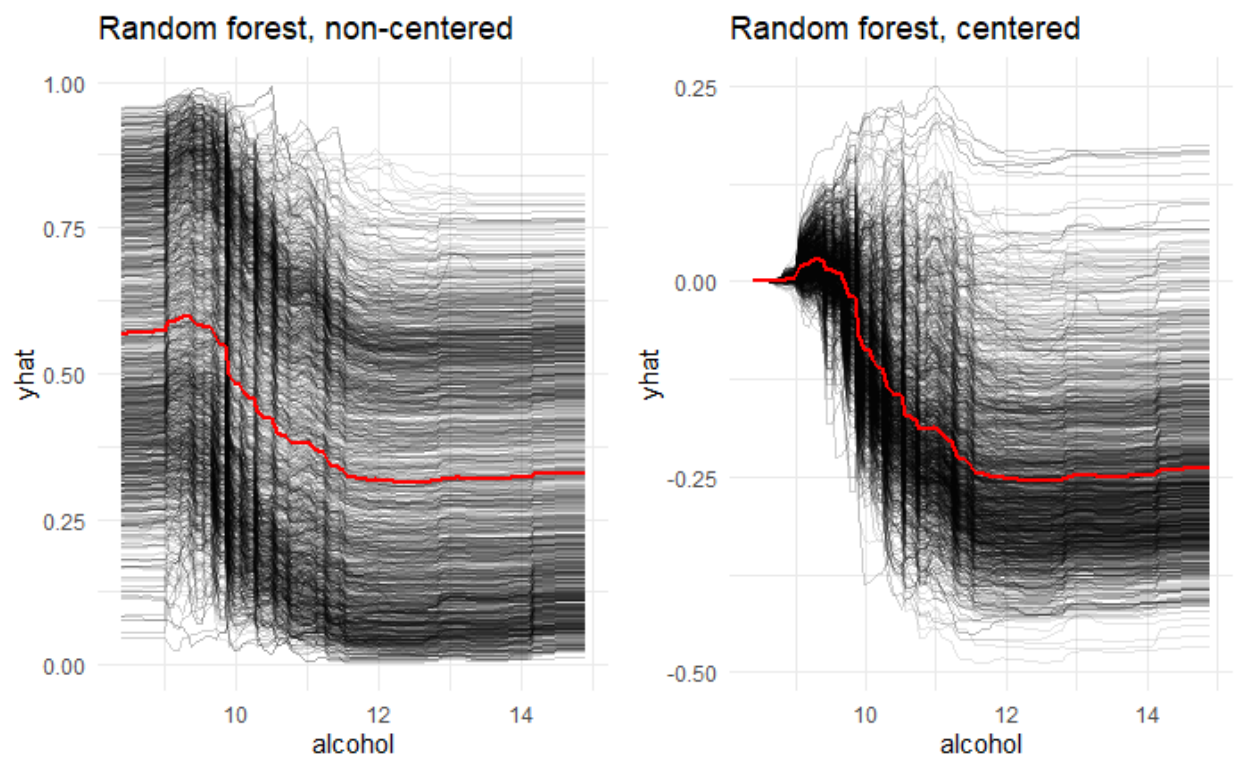 Random forest, non-centered
Random forest, centered
1.00
0.75
0.50
0.25
0.00
yhat
10
12
14
alcohol
0.25
0.00
-0.25
-0.50
yhat
10
12
14
alcohol